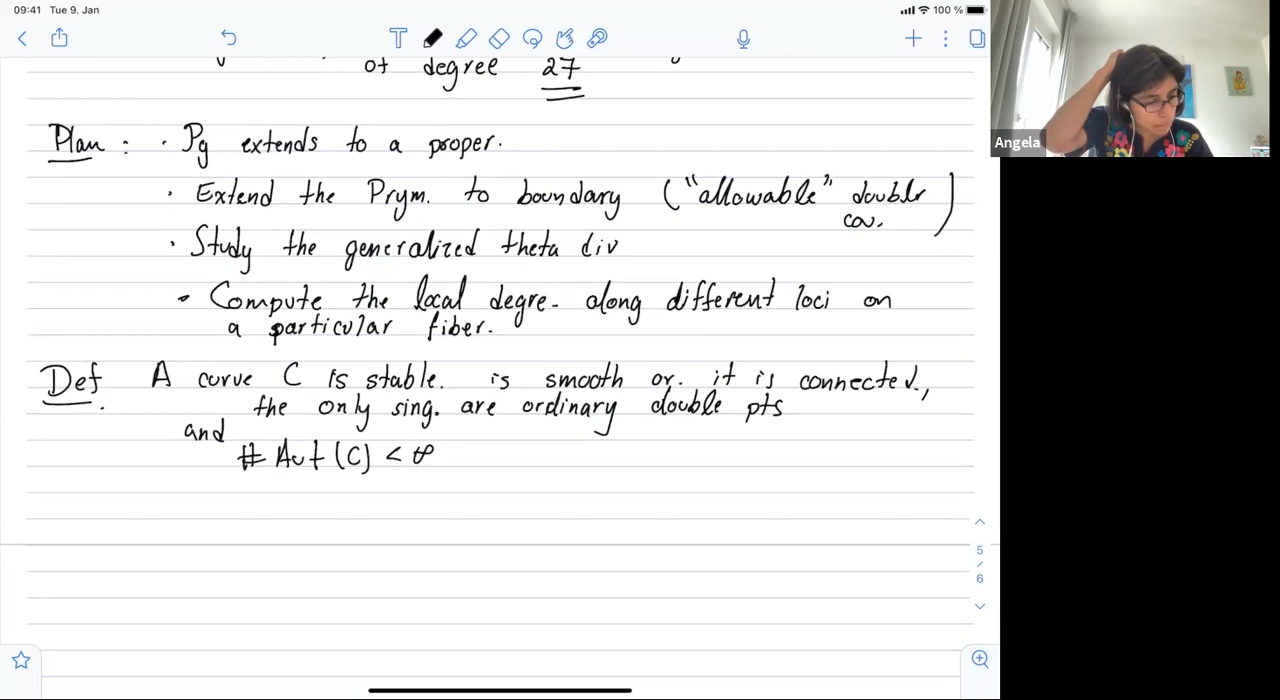 09:41 Tue 9. Jan
100 %
of degree 27
Plan : · Pg extends to a proper.
· Extend the Prym. to boundary ("allowable" double cov.)
· Study the generalized theta div
· Compute the local degre- along different loci on
a particular fiber.
Def. A curve C is stable. is smooth or. it is connected.,
the only sing. are ordinary double pts
and
# Aut (C) < ∞
5
/
6
Angela